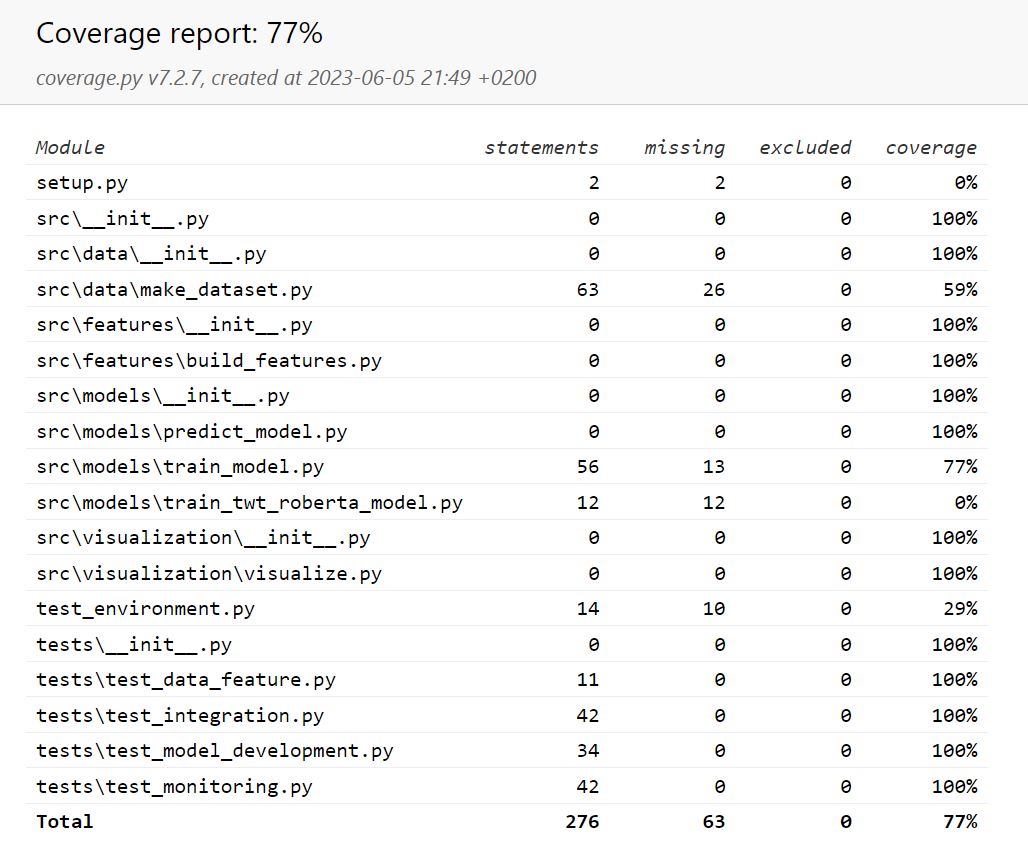 Coverage report: 77%
coverage.py v7.2.7, created at 2023-06-05 21:49 +0200
Module statements missing excluded coverage
setup.py 2 2 0 0%
src\__init__.py 0 0 0 100%
src\data\__init__.py 0 0 0 100%
src\data\make_dataset.py 63 26 0 59%
src\features\__init__.py 0 0 0 100%
src\features\build_features.py 0 0 0 100%
src\models\__init__.py 0 0 0 100%
src\models\predict_model.py 0 0 0 100%
src\models\train_model.py 56 13 0 77%
src\models\train_twt_roberta_model.py 12 12 0 0%
src\visualization\__init__.py 0 0 0 100%
src\visualization\visualize.py 0 0 0 100%
test_environment.py 14 10 0 29%
tests\__init__.py 0 0 0 100%
tests\test_data_feature.py 11 0 0 100%
tests\test_integration.py 42 0 0 100%
tests\test_model_development.py 34 0 0 100%
tests\test_monitoring.py 42 0 0 100%
Total 276 63 0 77%